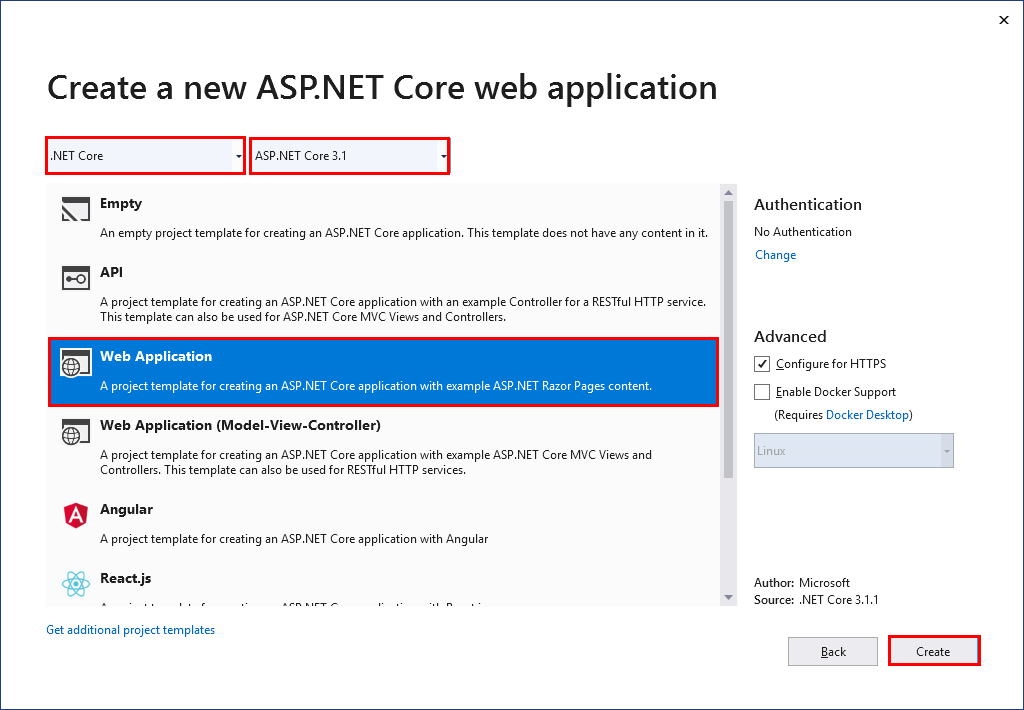 Create a new ASP.NET Core web application
.NET Core
ASP.NET Core 3.1
Empty
An empty project template for creating an ASP.NET Core application. This template does not have any content in it.
API
A project template for creating an ASP.NET Core application with an example Controller for a RESTful HTTP service.
This template can also be used for ASP.NET Core MVC Views and Controllers.
Web Application
A project template for creating an ASP.NET Core application with example ASP.NET Razor Pages content.
Web Application (Model-View-Controller)
A project template for creating an ASP.NET Core application with example ASP.NET Core MVC Views and
Controllers. This template can also be used for RESTful HTTP services.
Angular
A project template for creating an ASP.NET Core application with Angular
React.js
Get additional project templates
Authentication
No Authentication
Change
Advanced
Configure for HTTPS
Enable Docker Support
(Requires Docker Desktop)
Linux
Author: Microsoft
Source: .NET Core 3.1.1
Back
Create